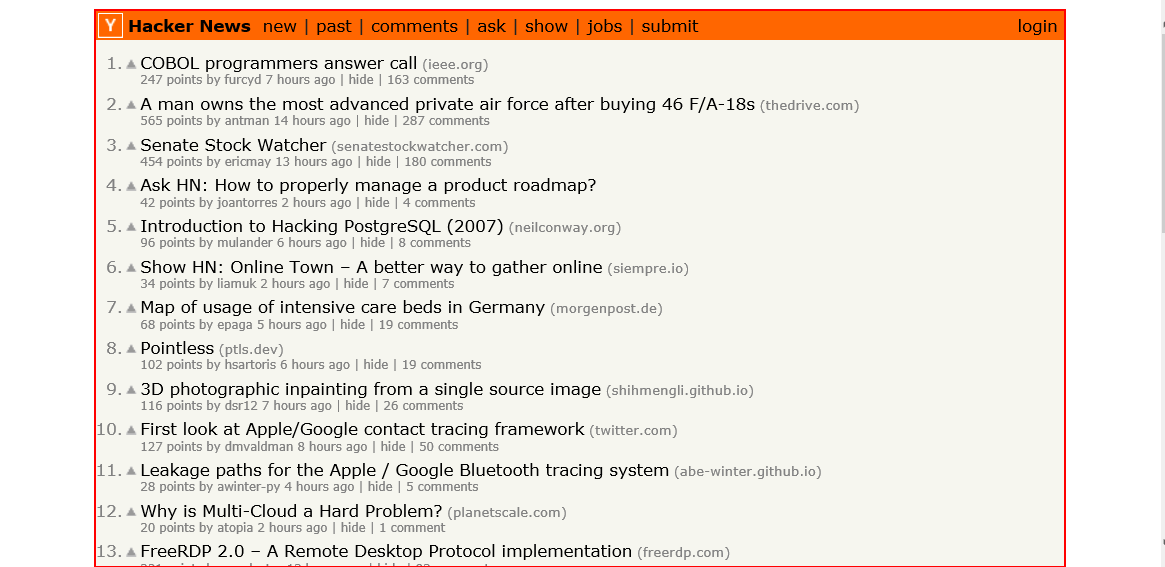 Y Hacker News new | past | comments | ask | show | jobs | submit login
1. COBOL programmers answer call (ieee.org)
247 points by furcyd 7 hours ago | hide | 163 comments
2. A man owns the most advanced private air force after buying 46 F/A-18s (thedrive.com)
565 points by antman 14 hours ago | hide | 287 comments
3. Senate Stock Watcher (senatestockwatcher.com)
454 points by ericmay 13 hours ago | hide | 180 comments
4. Ask HN: How to properly manage a product roadmap?
42 points by joantorres 2 hours ago | hide | 4 comments
5. Introduction to Hacking PostgreSQL (2007) (neilconway.org)
96 points by mulander 6 hours ago | hide | 8 comments
6. Show HN: Online Town – A better way to gather online (siempre.io)
34 points by liamuk 2 hours ago | hide | 7 comments
7. Map of usage of intensive care beds in Germany (morgenpost.de)
68 points by epaga 5 hours ago | hide | 19 comments
8. Pointless (ptls.dev)
102 points by hsartoris 6 hours ago | hide | 19 comments
9. 3D photographic inpainting from a single source image (shihmengli.github.io)
116 points by dsr12 7 hours ago | hide | 26 comments
10. First look at Apple/Google contact tracing framework (twitter.com)
127 points by dmvaldman 8 hours ago | hide | 50 comments
11. Leakage paths for the Apple / Google Bluetooth tracing system (abe-winter.github.io)
28 points by awinter-py 4 hours ago | hide | 5 comments
12. Why is Multi-Cloud a Hard Problem? (planetscale.com)
20 points by atopia 2 hours ago | hide | 1 comment
13. FreeRDP 2.0 – A Remote Desktop Protocol implementation (freerdp.com)